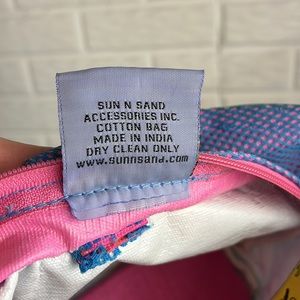 SUN N SAND
ACCESSORIES INC.
COTTON BAG
MADE IN INDIA
DRY CLEAN ONLY
www.sunnsand.com